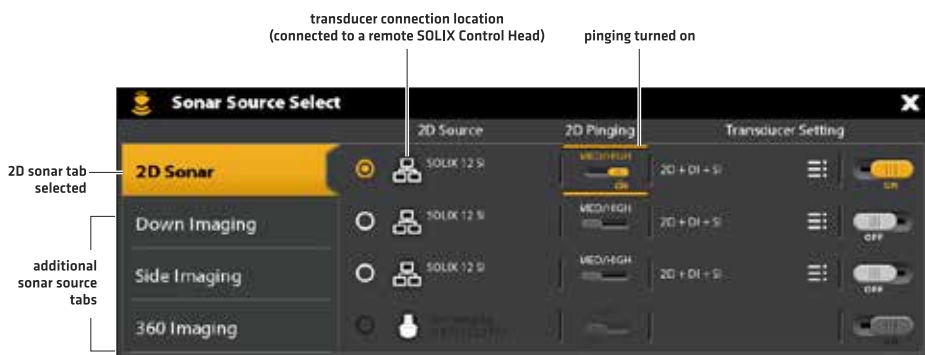 transducer connection location
(connected to a remote SOLIX Control Head)
pinging turned on
Sonar Source Select
2D Source
2D Pinging
Transducer Setting
2D sonar tab
selected
2D Sonar
SOLIX 12 SI
MED/HIGH
ON
2D + DI + SI
ON
Down Imaging
SOLIX 12 SI
MED/HIGH
2D + DI + SI
OFF
additional
sonar source
tabs
Side Imaging
SOLIX 12 SI
MED/HIGH
2D + DI + SI
OFF
360 Imaging